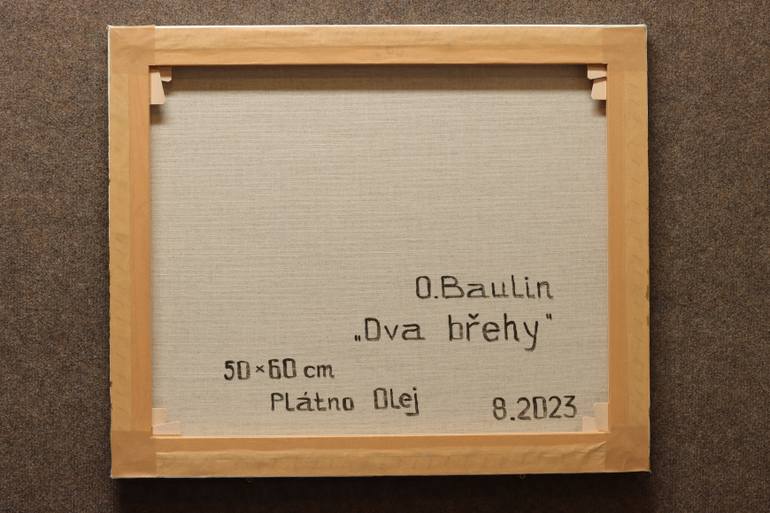 O.Baulin
„Dva břehy"
50×60 cm
Plátno Olej
8.2023